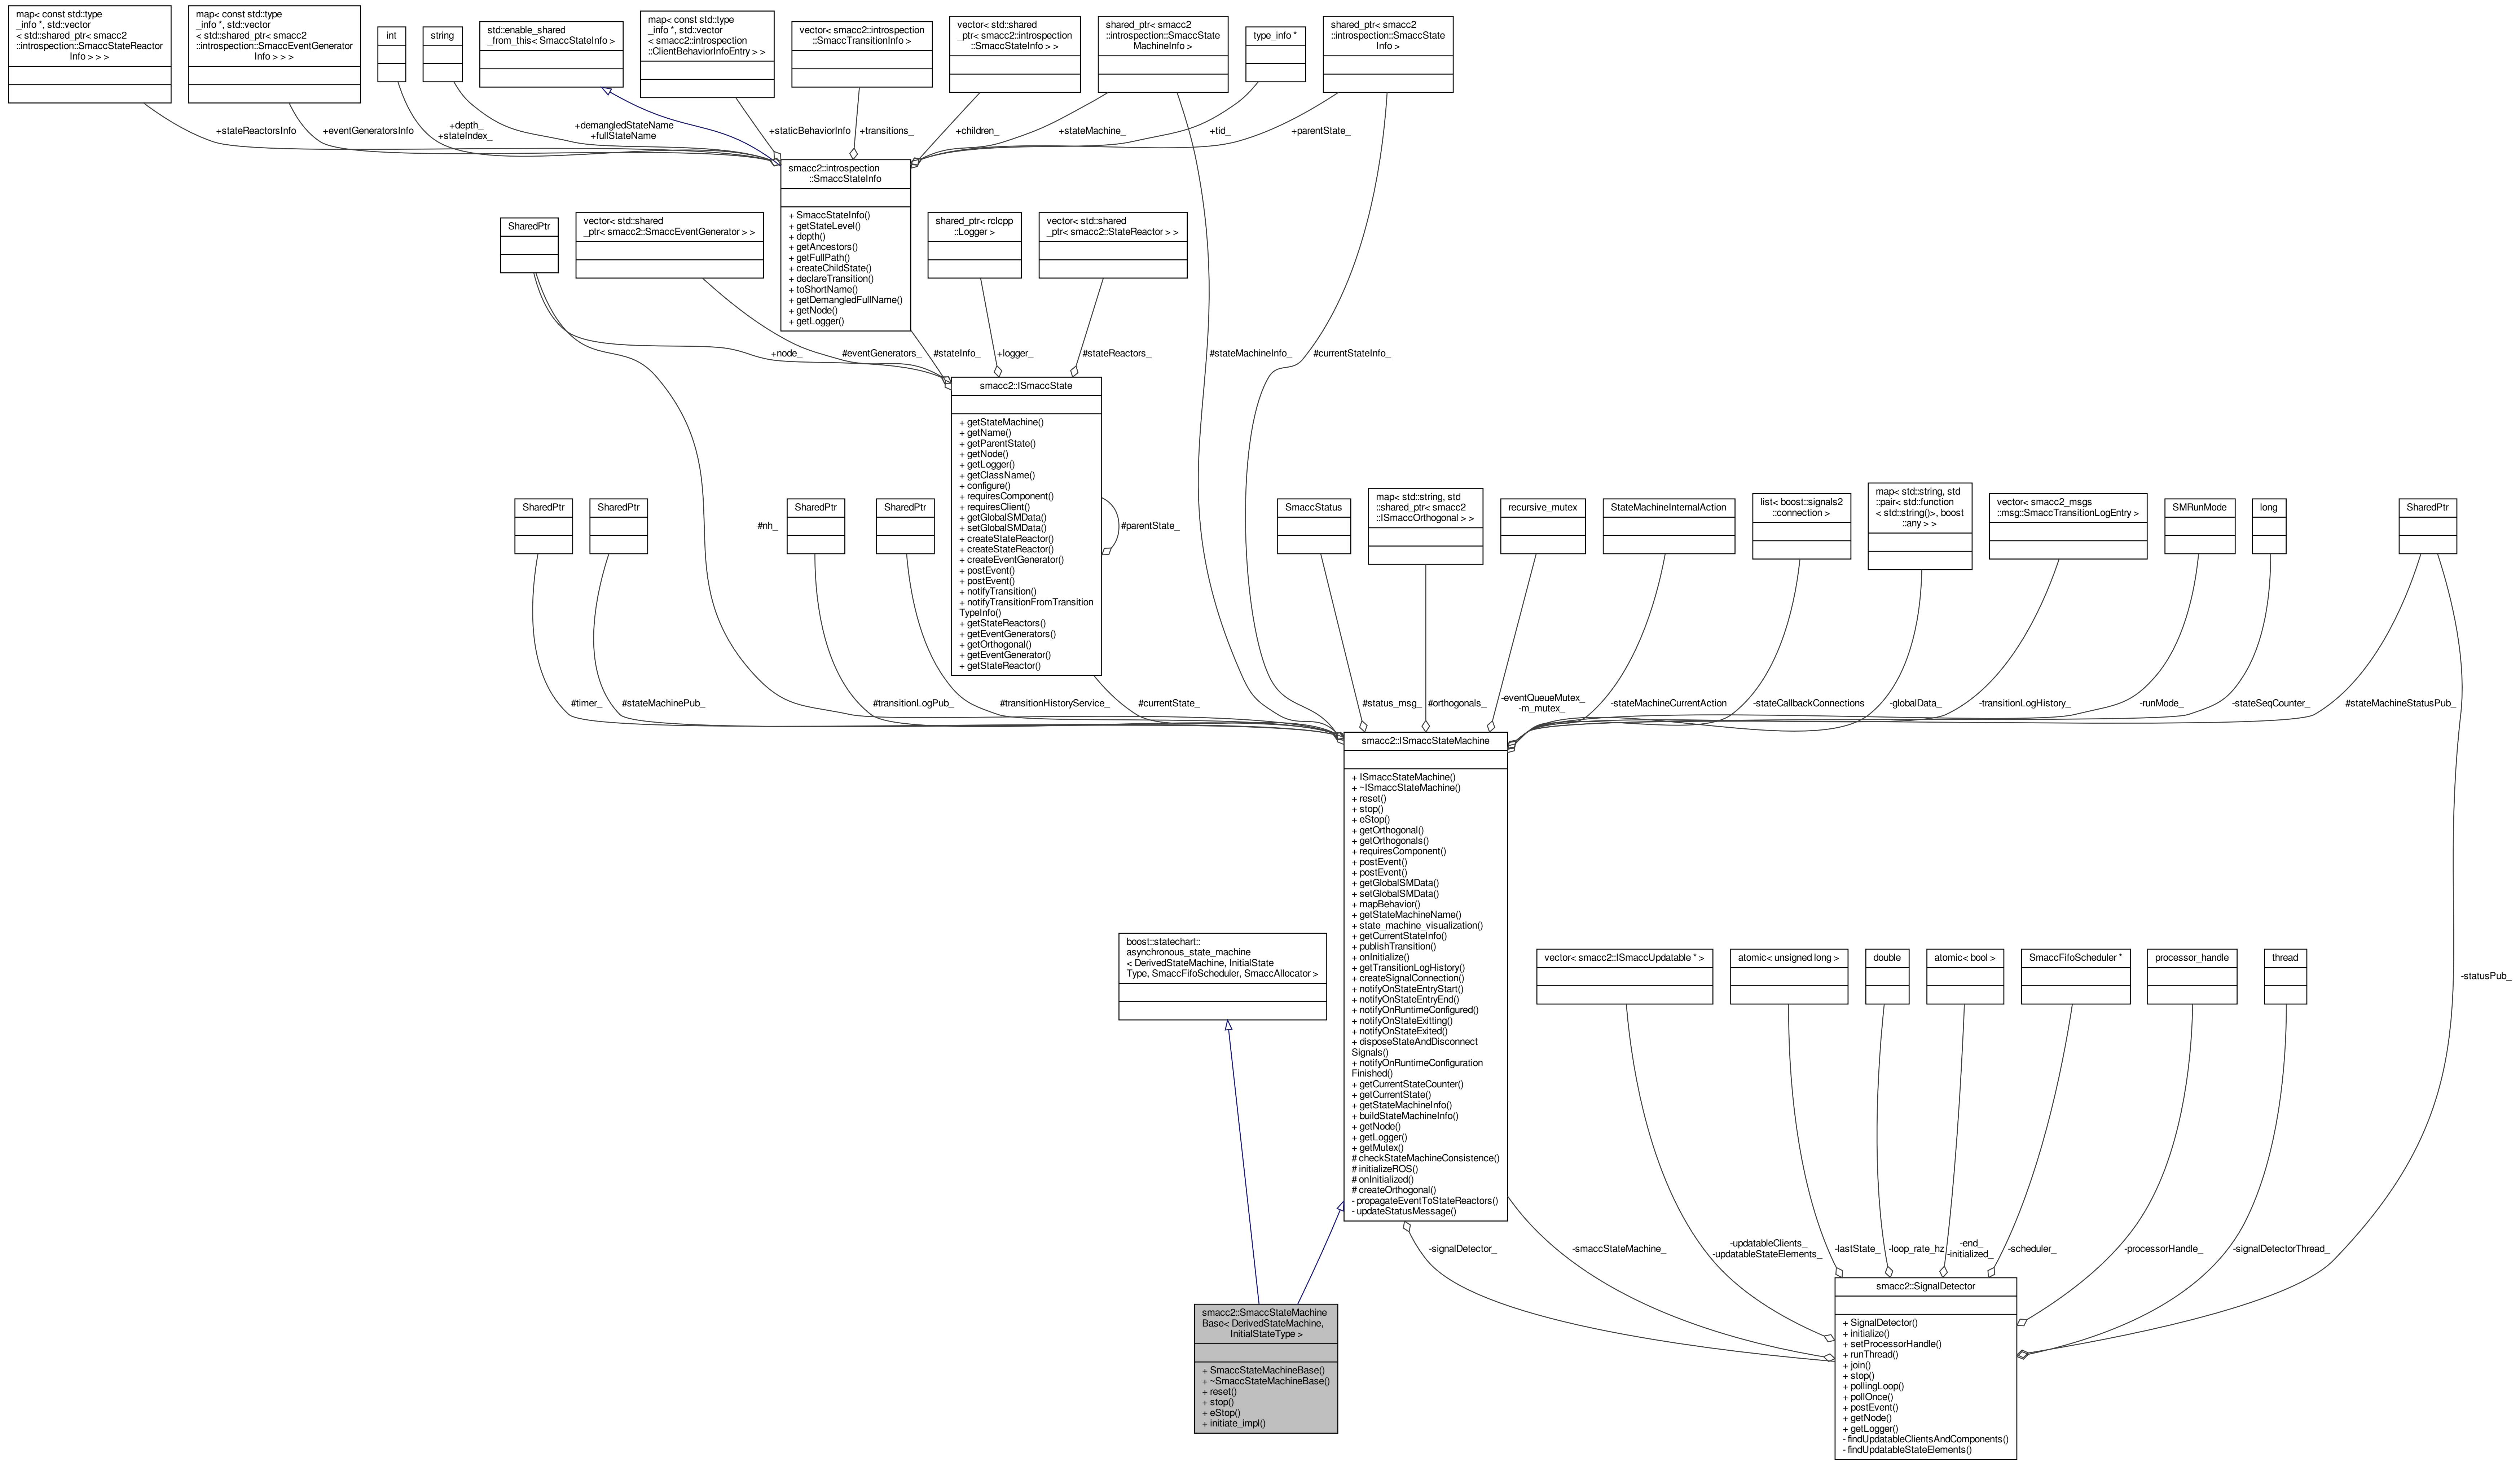 map< const std::type
_info *, std::vector
< std::shared_ptr< smacc2
::introspection::SmaccStateReactor
Info > > >
map< const std::type
_info *, std::vector
< std::shared_ptr< smacc2
::introspection::SmaccEventGenerator
Info > > >
int
string
std::enable_shared
_from_this< SmaccStateInfo >
map< const std::type
_info *, std::vector
< smacc2::introspection
::ClientBehaviorInfoEntry > >
vector< smacc2::introspection
::SmaccTransitionInfo >
vector< std::shared
_ptr< smacc2::introspection
::SmaccStateInfo > >
shared_ptr< smacc2
::introspection::SmaccState
MachineInfo >
type_info *
shared_ptr< smacc2
::introspection::SmaccState
Info >
+stateReactorsInfo
+eventGeneratorsInfo
+depth_
+stateIndex_
+demangledStateName
+fullStateName
+staticBehaviorInfo
+transitions_
+children_
+stateMachine_
+tid_
+parentState_
smacc2::introspection
::SmaccStateInfo
+ SmaccStateInfo()
+ getStateLevel()
+ depth()
+ getAncestors()
+ getFullPath()
+ createChildState()
+ declareTransition()
+ toShortName()
+ getDemangledFullName()
+ getNode()
+ getLogger()
SharedPtr
vector< std::shared
_ptr< smacc2::SmaccEventGenerator > >
shared_ptr< rclcpp
::Logger >
vector< std::shared
_ptr< smacc2::StateReactor > >
+node_
#eventGenerators_
#stateInfo_
+logger_
#stateReactors_
#stateMachineInfo_
#currentStateInfo_
smacc2::ISmaccState
+ getStateMachine()
+ getName()
+ getParentState()
+ getNode()
+ getLogger()
+ getClassName()
+ configure()
+ requiresComponent()
+ requiresClient()
+ getGlobalSMData()
+ setGlobalSMData()
+ createStateReactor()
+ createStateReactor()
+ createEventGenerator()
+ postEvent()
+ postEvent()
+ notifyTransition()
+ notifyTransitionFromTransition
TypeInfo()
+ getStateReactors()
+ getEventGenerators()
+ getOrthogonal()
+ getEventGenerator()
+ getStateReactor()
#parentState_
SharedPtr
SharedPtr
#nh_
SharedPtr
SharedPtr
SmaccStatus
map< std::string, std
::shared_ptr< smacc2
::ISmaccOrthogonal > >
recursive_mutex
StateMachineInternalAction
list< boost::signals2
::connection >
map< std::string, std
::pair< std::function
< std::string()>, boost
::any > >
vector< smacc2_msgs
::msg::SmaccTransitionLogEntry >
SMRunMode
long
SharedPtr
#timer_
#stateMachinePub_
#transitionLogPub_
#transitionHistoryService_
#currentState_
#status_msg_
#orthogonals_
-eventQueueMutex_
-m_mutex_
-stateMachineCurrentAction
-stateCallbackConnections
-globalData_
-transitionLogHistory_
-runMode_
-stateSeqCounter_
#stateMachineStatusPub_
smacc2::ISmaccStateMachine
+ ISmaccStateMachine()
+ ~ISmaccStateMachine()
+ reset()
+ stop()
+ eStop()
+ getOrthogonal()
+ getOrthogonals()
+ requiresComponent()
+ postEvent()
+ postEvent()
+ getGlobalSMData()
+ setGlobalSMData()
+ mapBehavior()
+ getStateMachineName()
+ state_machine_visualization()
+ getCurrentStateInfo()
+ publishTransition()
+ onInitialize()
+ getTransitionLogHistory()
+ createSignalConnection()
+ notifyOnStateEntryStart()
+ notifyOnStateEntryEnd()
+ notifyOnRuntimeConfigured()
+ notifyOnStateExitting()
+ notifyOnStateExited()
+ disposeStateAndDisconnect
Signals()
+ notifyOnRuntimeConfiguration
Finished()
+ getCurrentStateCounter()
+ getCurrentState()
+ getStateMachineInfo()
+ buildStateMachineInfo()
+ getNode()
+ getLogger()
+ getMutex()
# checkStateMachineConsistence()
# initializeROS()
# onInitialized()
# createOrthogonal()
- propagateEventToStateReactors()
- updateStatusMessage()
boost::statechart::
asynchronous_state_machine
< DerivedStateMachine, InitialState
Type, SmaccFifoScheduler, SmaccAllocator >
vector< smacc2::ISmaccUpdatable * >
atomic< unsigned long >
double
atomic< bool >
SmaccFifoScheduler *
processor_handle
thread
-statusPub_
-signalDetector_
-smaccStateMachine_
-updatableClients_
-updatableStateElements_
-lastState_
-loop_rate_hz
-end_
-initialized_
-scheduler_
-processorHandle_
-signalDetectorThread_
smacc2::SmaccStateMachine
Base< DerivedStateMachine,
InitialStateType >
+ SmaccStateMachineBase()
+ ~SmaccStateMachineBase()
+ reset()
+ stop()
+ eStop()
+ initiate_impl()
smacc2::SignalDetector
+ SignalDetector()
+ initialize()
+ setProcessorHandle()
+ runThread()
+ join()
+ stop()
+ pollingLoop()
+ pollOnce()
+ postEvent()
+ getNode()
+ getLogger()
- findUpdatableClientsAndComponents()
- findUpdatableStateElements()